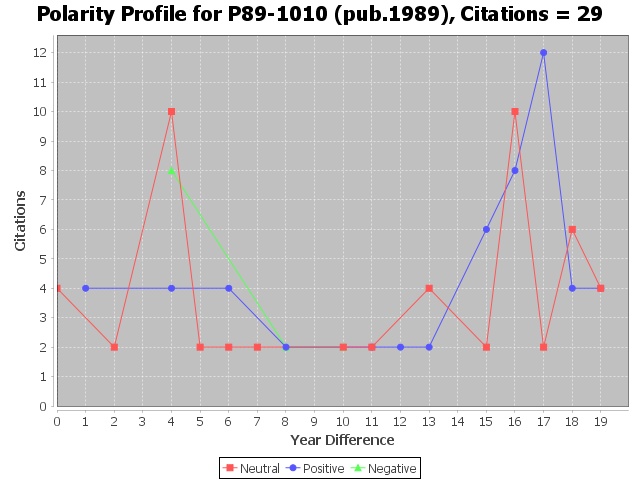 Polarity Profile for P89-1010 (pub.1989), Citations = 29
12
11
10
9
8
7
6
5
4
3
2
1
0
Citations
0 1 2 3 4 5 6 7 8 9 10 11 12 13 14 15 16 17 18 19
Year Difference
Neutral Positive Negative